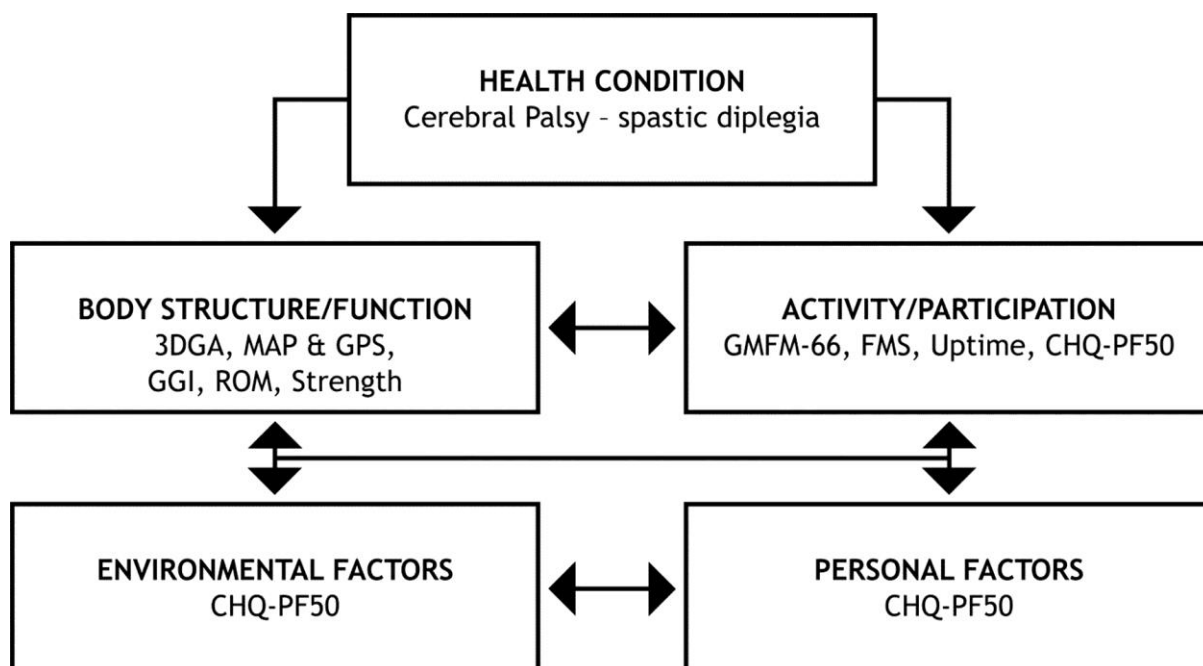 HEALTH CONDITION
Cerebral Palsy – spastic diplegia
BODY STRUCTURE/FUNCTION
3DGA, MAP & GPS,
GGI, ROM, Strength
ACTIVITY/PARTICIPATION
GMFM-66, FMS, Uptime, CHQ-PF50
ENVIRONMENTAL FACTORS
CHQ-PF50
PERSONAL FACTORS
CHQ-PF50